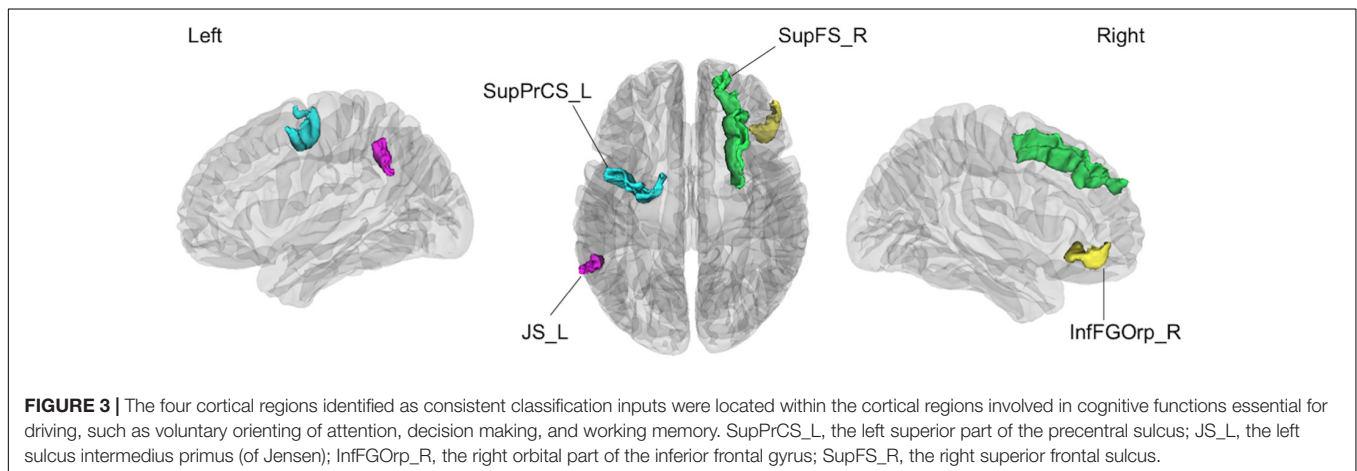 Left
SupFS_R
Right
SupPrCS_L
JS_L
InfFGOrp_R
FIGURE 3 | The four cortical regions identified as consistent classification inputs were located within the cortical regions involved in cognitive functions essential for
driving, such as voluntary orienting of attention, decision making, and working memory. SupPrCS_L, the left superior part of the precentral sulcus; JS_L, the left
sulcus intermedius primus (of Jensen); InfFGOrp_R, the right orbital part of the inferior frontal gyrus; SupFS_R, the right superior frontal sulcus.